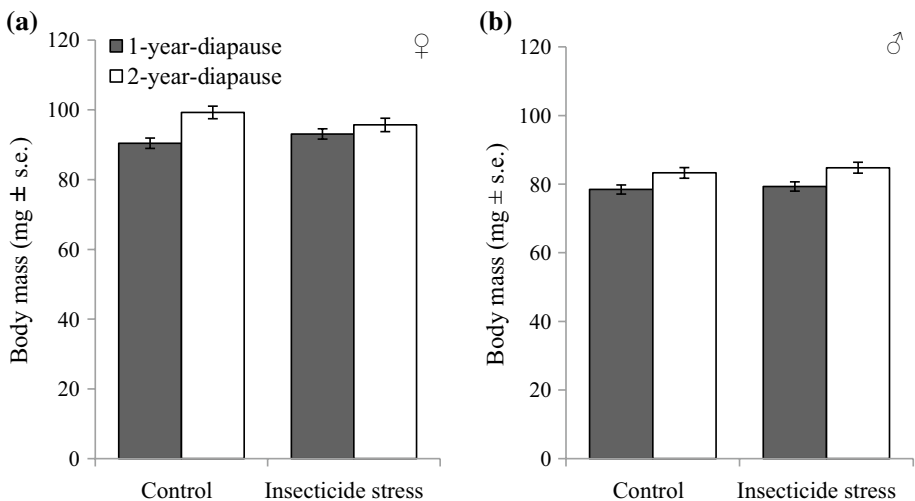 (a)
♀
1-year-diapause
2-year-diapause
Body mass (mg ± s.e.)
120
100
80
60
40
20
0
Control
Insecticide stress
(b)
♂
Body mass (mg ± s.e.)
120
100
80
60
40
20
0
Control
Insecticide stress